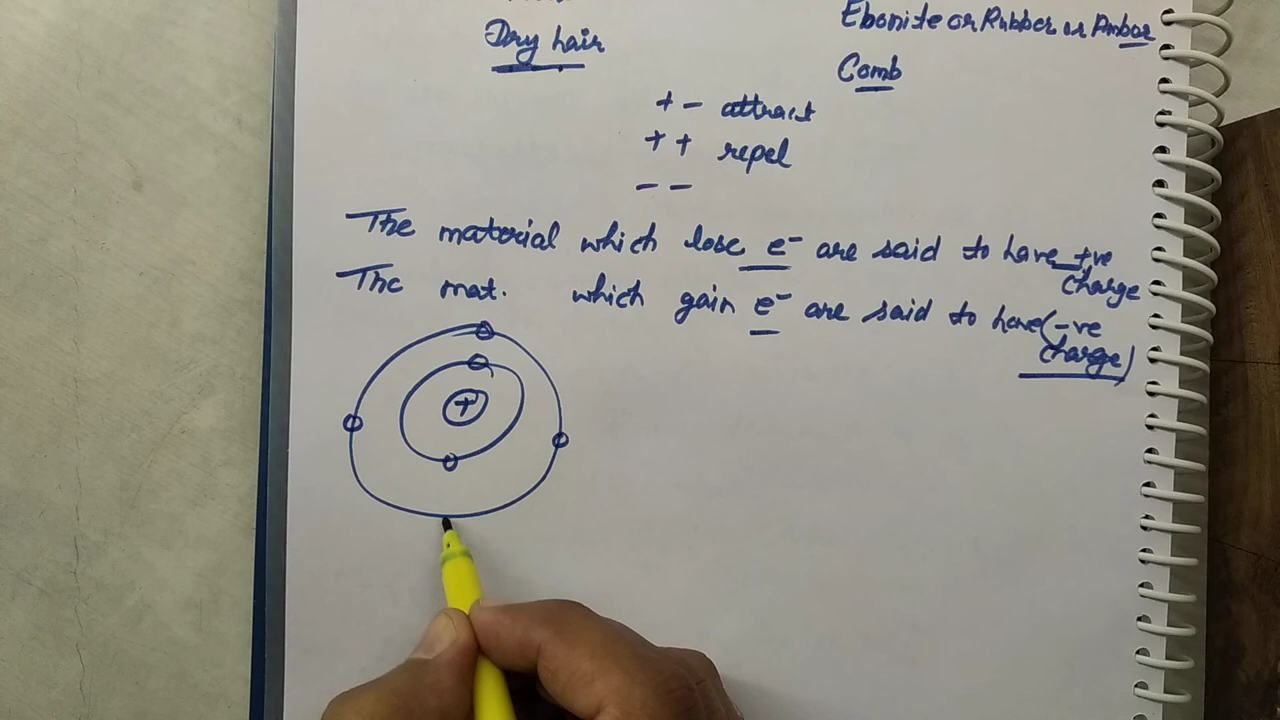 Ebonite or Rubber or Ambar
Dry hair
Comb
+ - attract
+ + repel
- -
The material which lose e⁻ are said to have +ve
charge
The mat. which gain e⁻ are said to have (-ve
charge)
+